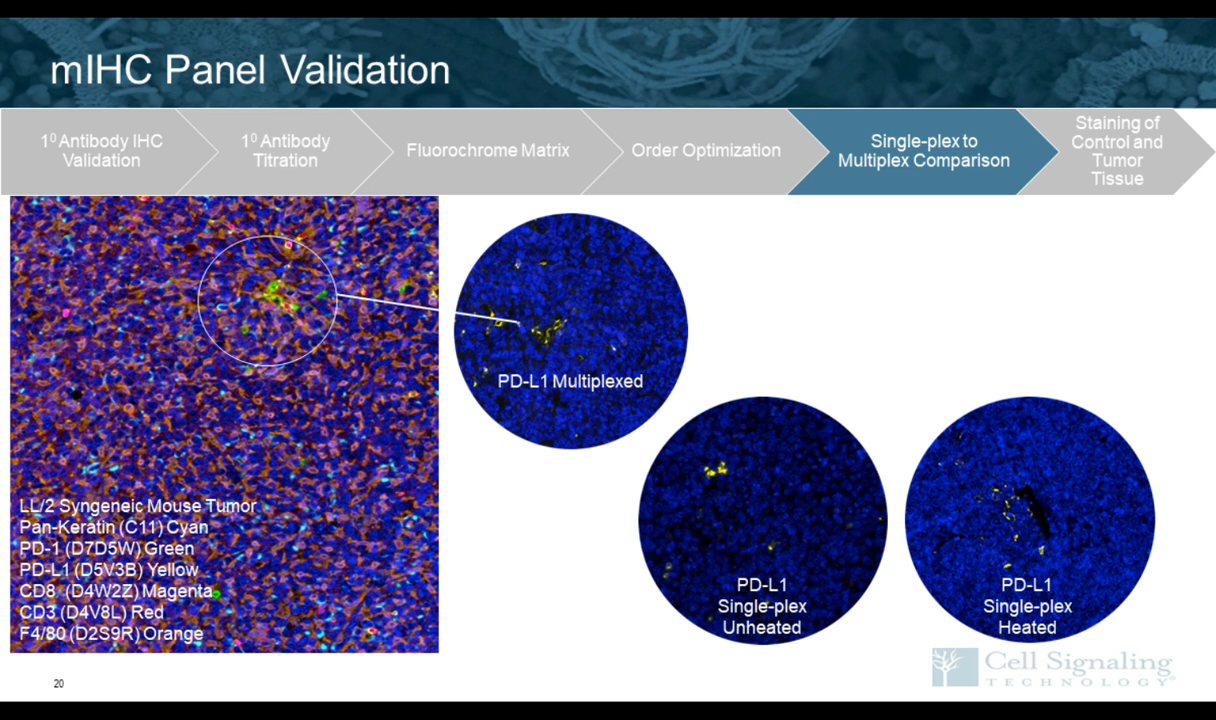 mIHC Panel Validation
1⁰ Antibody IHC
Validation
1⁰ Antibody
Titration
Fluorochrome Matrix
Order Optimization
Single-plex to
Multiplex Comparison
Staining of
Control and
Tumor
Tissue
PD-L1 Multiplexed
LL/2 Syngeneic Mouse Tumor
Pan-Keratin (C11) Cyan
PD-1 (D7D5W) Green
PD-L1 (D5V3B) Yellow
CD8 (D4W2Z) Magenta
CD3 (D4V8L) Red
F4/80 (D2S9R) Orange
PD-L1
Single-plex
Unheated
PD-L1
Single-plex
Heated
Cell Signaling
TECHNOLOGY®
20